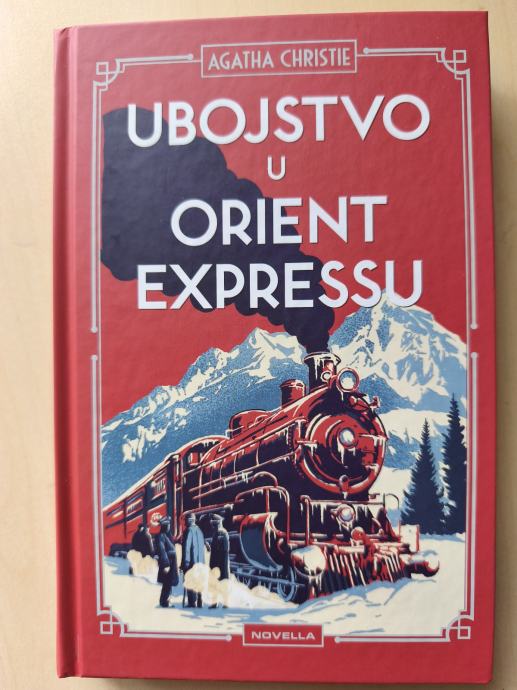 AGATHA CHRISTIE
UBOJSTVO
U
ORIENT
EXPRESSU
NOVELLA